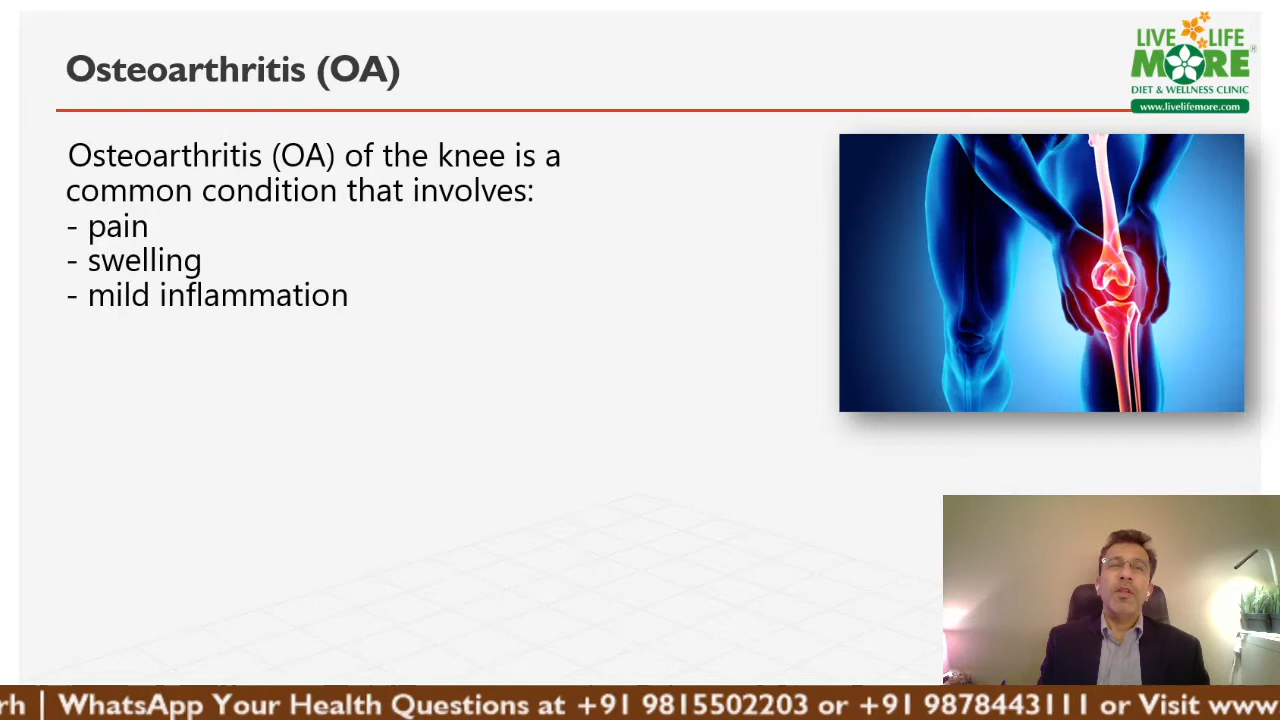 Osteoarthritis (OA)
LIVE LIFE
MORE®
DIET & WELLNESS CLINIC
www.livelifemore.com
Osteoarthritis (OA) of the knee is a
common condition that involves:
- pain
- swelling
- mild inflammation
rh | WhatsApp Your Health Questions at +91 9815502203 or +91 9878443111 or Visit www